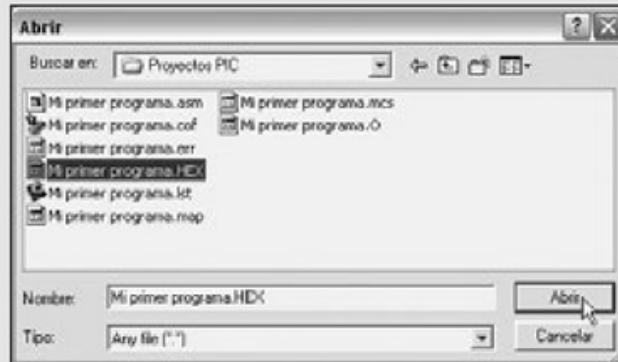 Abrir
Buscar en: Proyectos PIC
Mi primer programa.asm
Mi primer programa.cof
Mi primer programa.err
Mi primer programa.HEX
Mi primer programa.lst
Mi primer programa.map
Mi primer programa.mcs
Mi primer programa.O
Nombre: Mi primer programa.HEX
Abrir
Tipo: Any file (*.*)
Cancelar